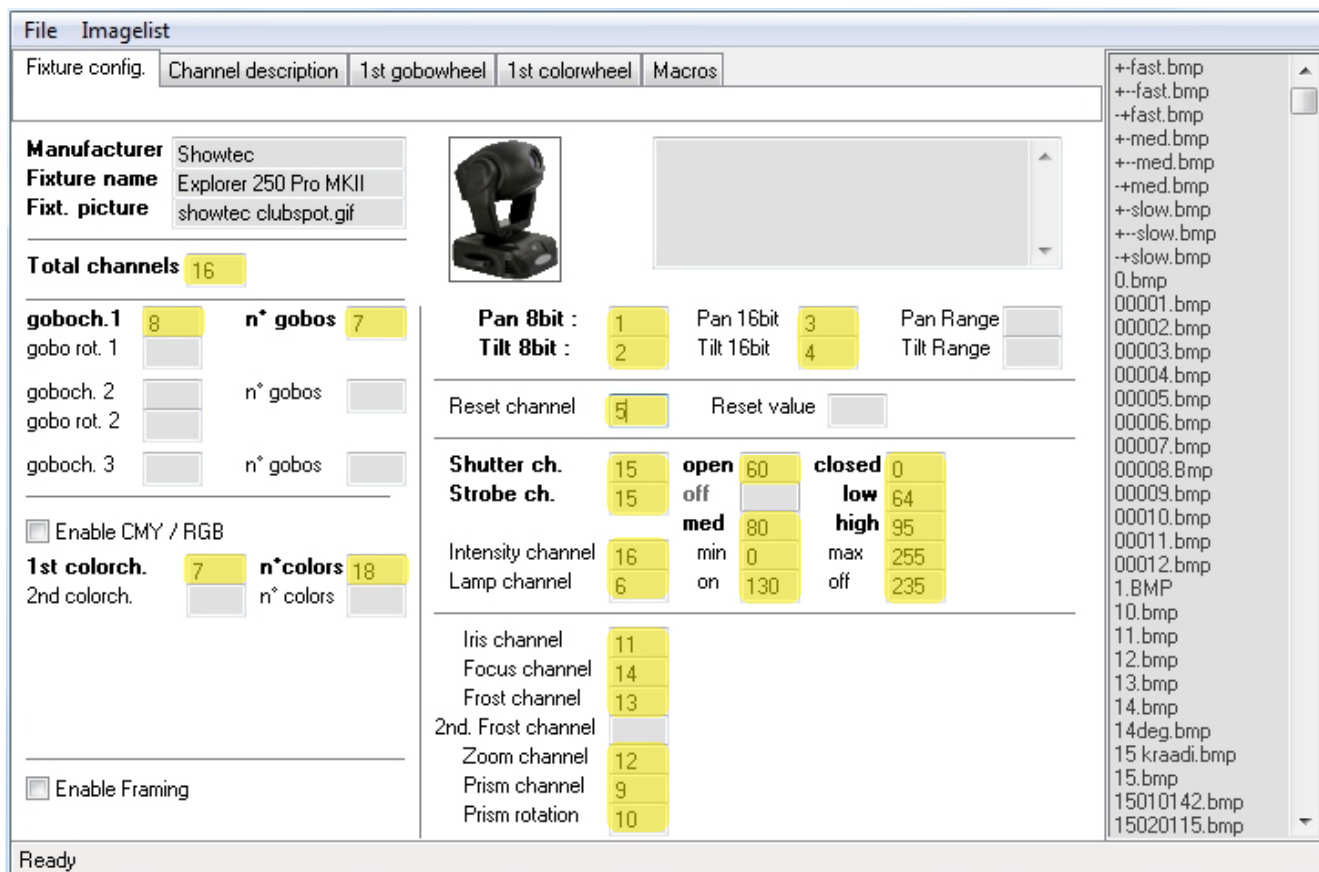 File Imagelist
Fixture config. Channel description 1st gobowheel 1st colorwheel Macros
Manufacturer Showtec
Fixture name Explorer 250 Pro MKII
Fixt. picture showtec clubspot.gif
Total channels 16
goboch.1 8 n° gobos 7
gobo rot. 1
goboch. 2 n° gobos
gobo rot. 2
goboch. 3 n° gobos
Enable CMY / RGB
1st colorch. 7 n°colors 18
2nd colorch. n° colors
Enable Framing
Pan 8bit : 1 Pan 16bit 3 Pan Range
Tilt 8bit : 2 Tilt 16bit 4 Tilt Range
Reset channel 5 Reset value
Shutter ch. 15 open 60 closed 0
Strobe ch. 15 off low 64
med 80 high 95
Intensity channel 16 min 0 max 255
Lamp channel 6 on 130 off 235
Iris channel 11
Focus channel 14
Frost channel 13
2nd. Frost channel
Zoom channel 12
Prism channel 9
Prism rotation 10
+-fast.bmp
+--fast.bmp
-+fast.bmp
+-med.bmp
+--med.bmp
-+med.bmp
+-slow.bmp
+--slow.bmp
-+slow.bmp
0.bmp
00001.bmp
00002.bmp
00003.bmp
00004.bmp
00005.bmp
00006.bmp
00007.bmp
00008.Bmp
00009.bmp
00010.bmp
00011.bmp
00012.bmp
1.BMP
10.bmp
11.bmp
12.bmp
13.bmp
14.bmp
14deg.bmp
15 kraadi.bmp
15.bmp
15010142.bmp
15020115.bmp
Ready